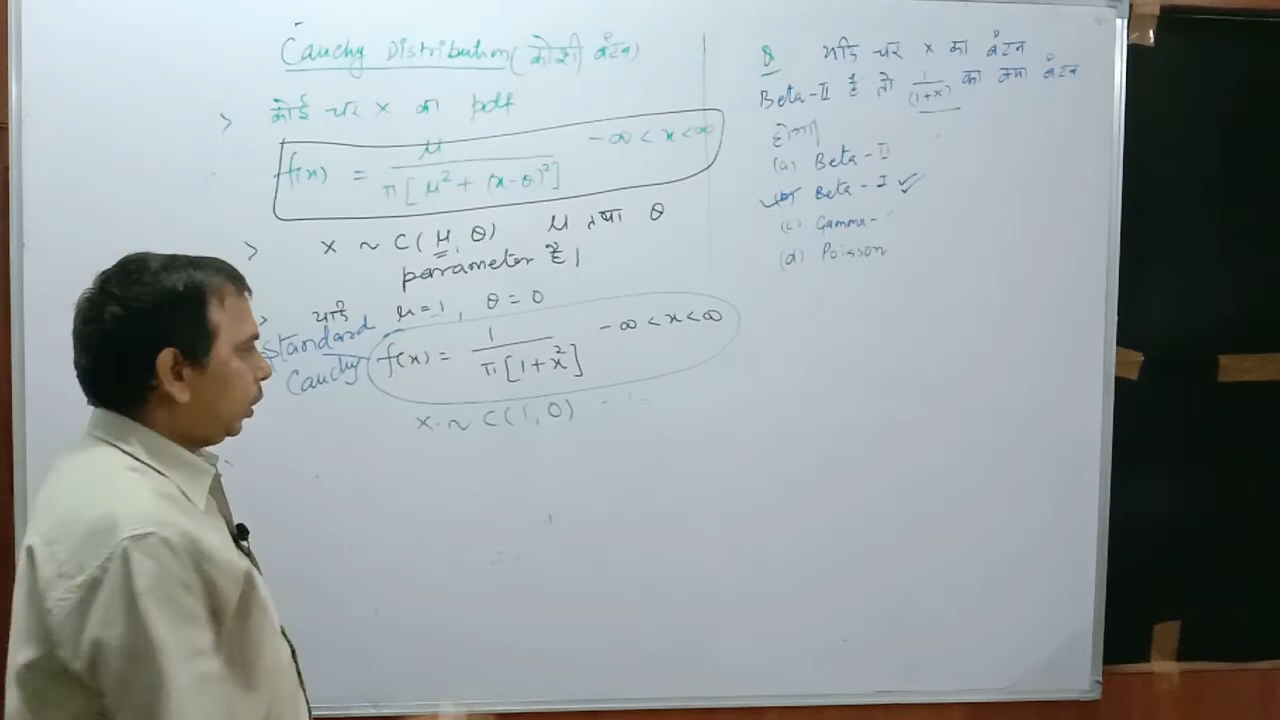 Cauchy Distribution (कोशी बंटन)
> कोई चर x का pdf
f(x) = μ / π[μ² + (x-θ)²] -∞ < x < ∞
> x ~ C(μ, θ) μ तथा θ
parameter है।
> यदि μ=1, θ=0
Standard Cauchy f(x) = 1 / π[1+x²] -∞ < x < ∞
x ~ C(1, 0)
Q यदि चर x का बंटन
Beta-II है तो 1/(1+x) का क्या बंटन
होगा
(a) Beta-II
Beta-I ✓
(c) Gamma-
(d) Poisson